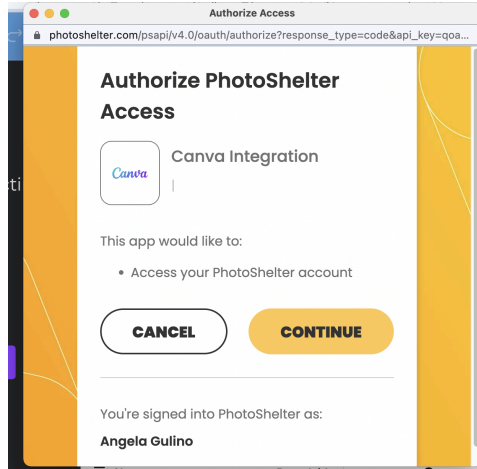 Authorize Access
photoshelter.com/psapi/v4.0/oauth/authorize?response_type=code&api_key=qoa...
Authorize PhotoShelter
Access
Canva
Canva Integration
|
This app would like to:
• Access your PhotoShelter account
CANCEL
CONTINUE
You're signed into PhotoShelter as:
Angela Gulino
cti